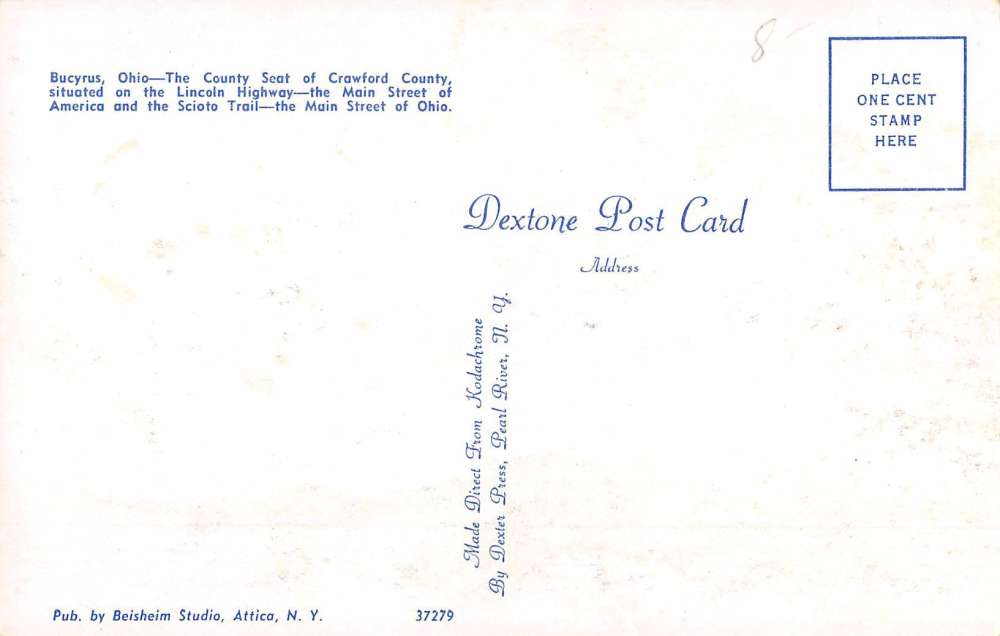 8
Bucyrus, Ohio—The County Seat of Crawford County,
situated on the Lincoln Highway—the Main Street of
America and the Scioto Trail—the Main Street of Ohio.
PLACE
ONE CENT
STAMP
HERE
Dextone Post Card
Address
Made Direct From Kodachrome
By Dexter Press, Pearl River, N. Y.
Pub. by Beisheim Studio, Attica, N. Y. 37279